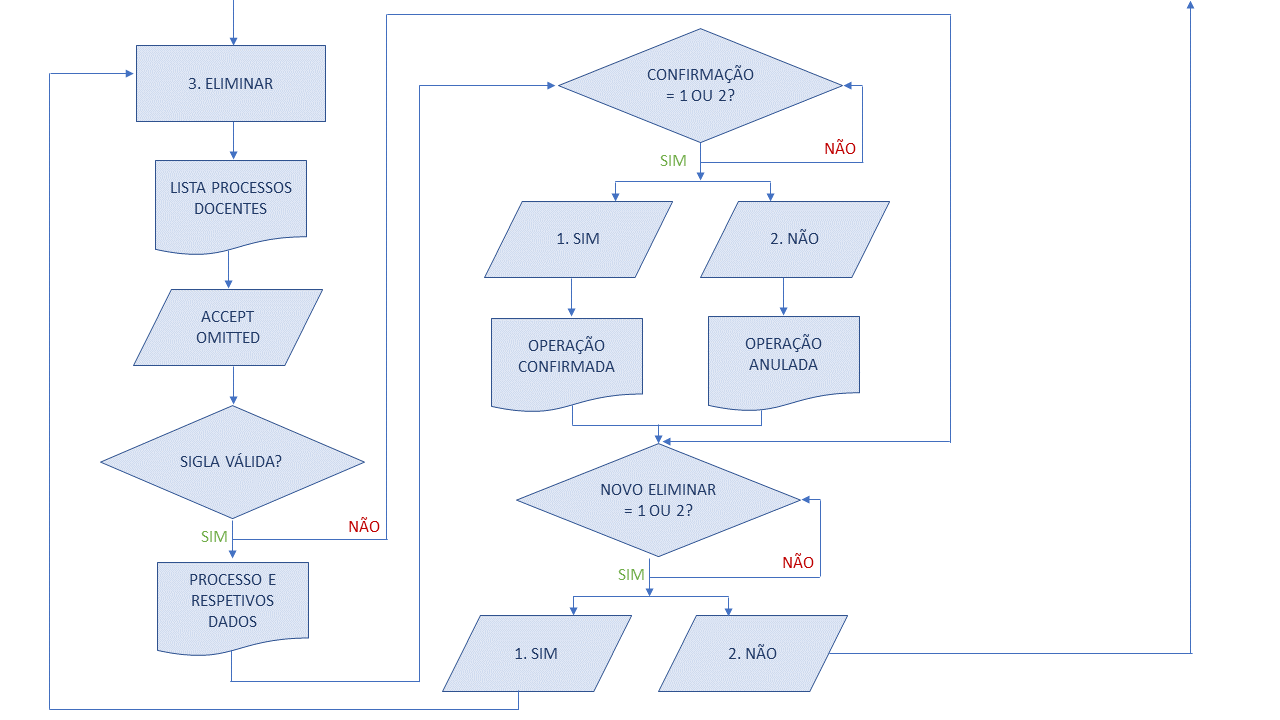 3. ELIMINAR
LISTA PROCESSOS
DOCENTES
ACCEPT
OMITTED
SIGLA VÁLIDA?
SIM
NÃO
PROCESSO E
RESPETIVOS
DADOS
CONFIRMAÇÃO
= 1 OU 2?
NÃO
SIM
1. SIM
2. NÃO
OPERAÇÃO
CONFIRMADA
OPERAÇÃO
ANULADA
NOVO ELIMINAR
= 1 OU 2?
NÃO
SIM
1. SIM
2. NÃO